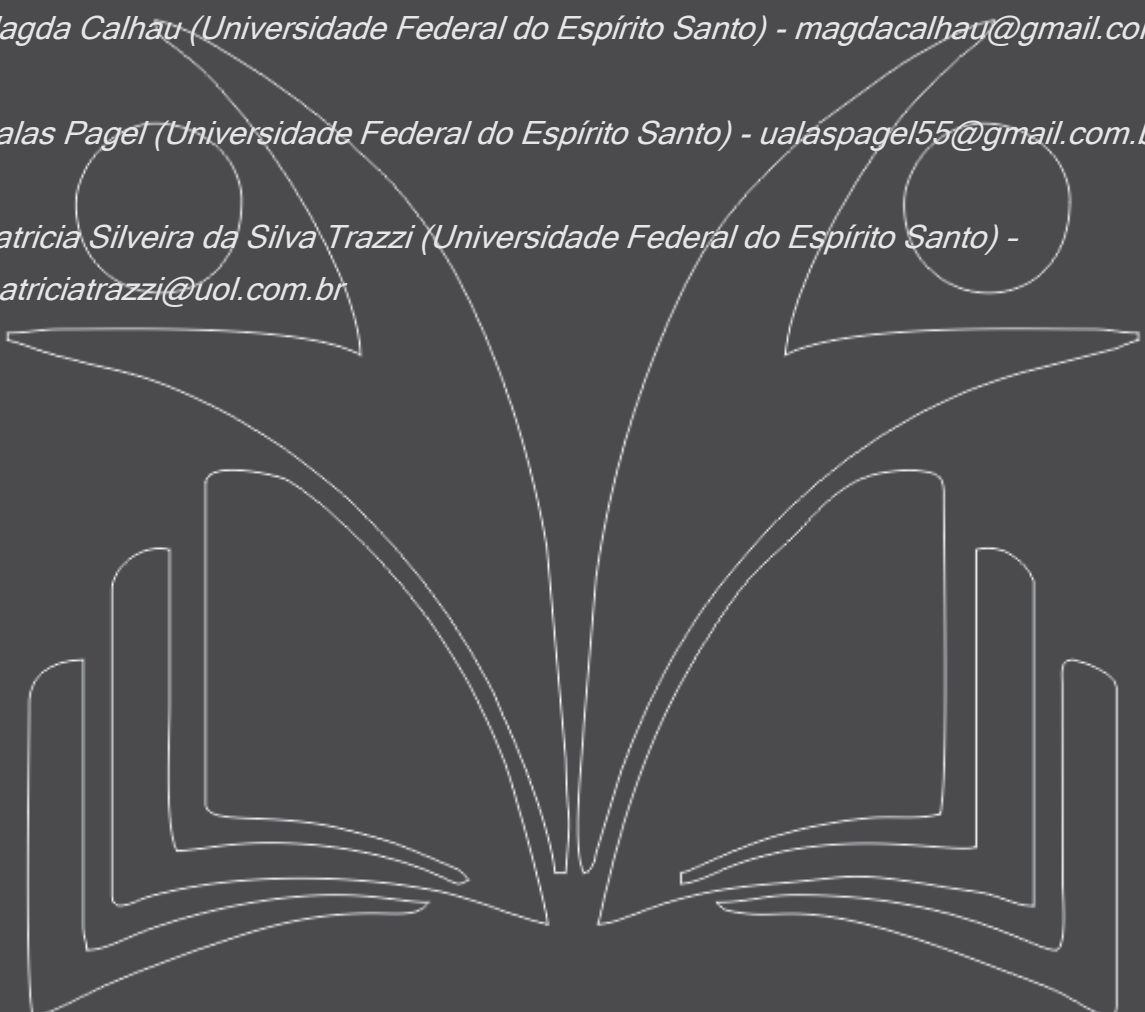 agda Calhau (Universidade Federal do Espírito Santo) - magdacalhau@gmail.co
alas Pagel (Universidade Federal do Espírito Santo) - ualaspagel55@gmail.com.b
atricia Silveira da Silva Trazzi (Universidade Federal do Espírito Santo) -
atriciatrazzi@uol.com.br